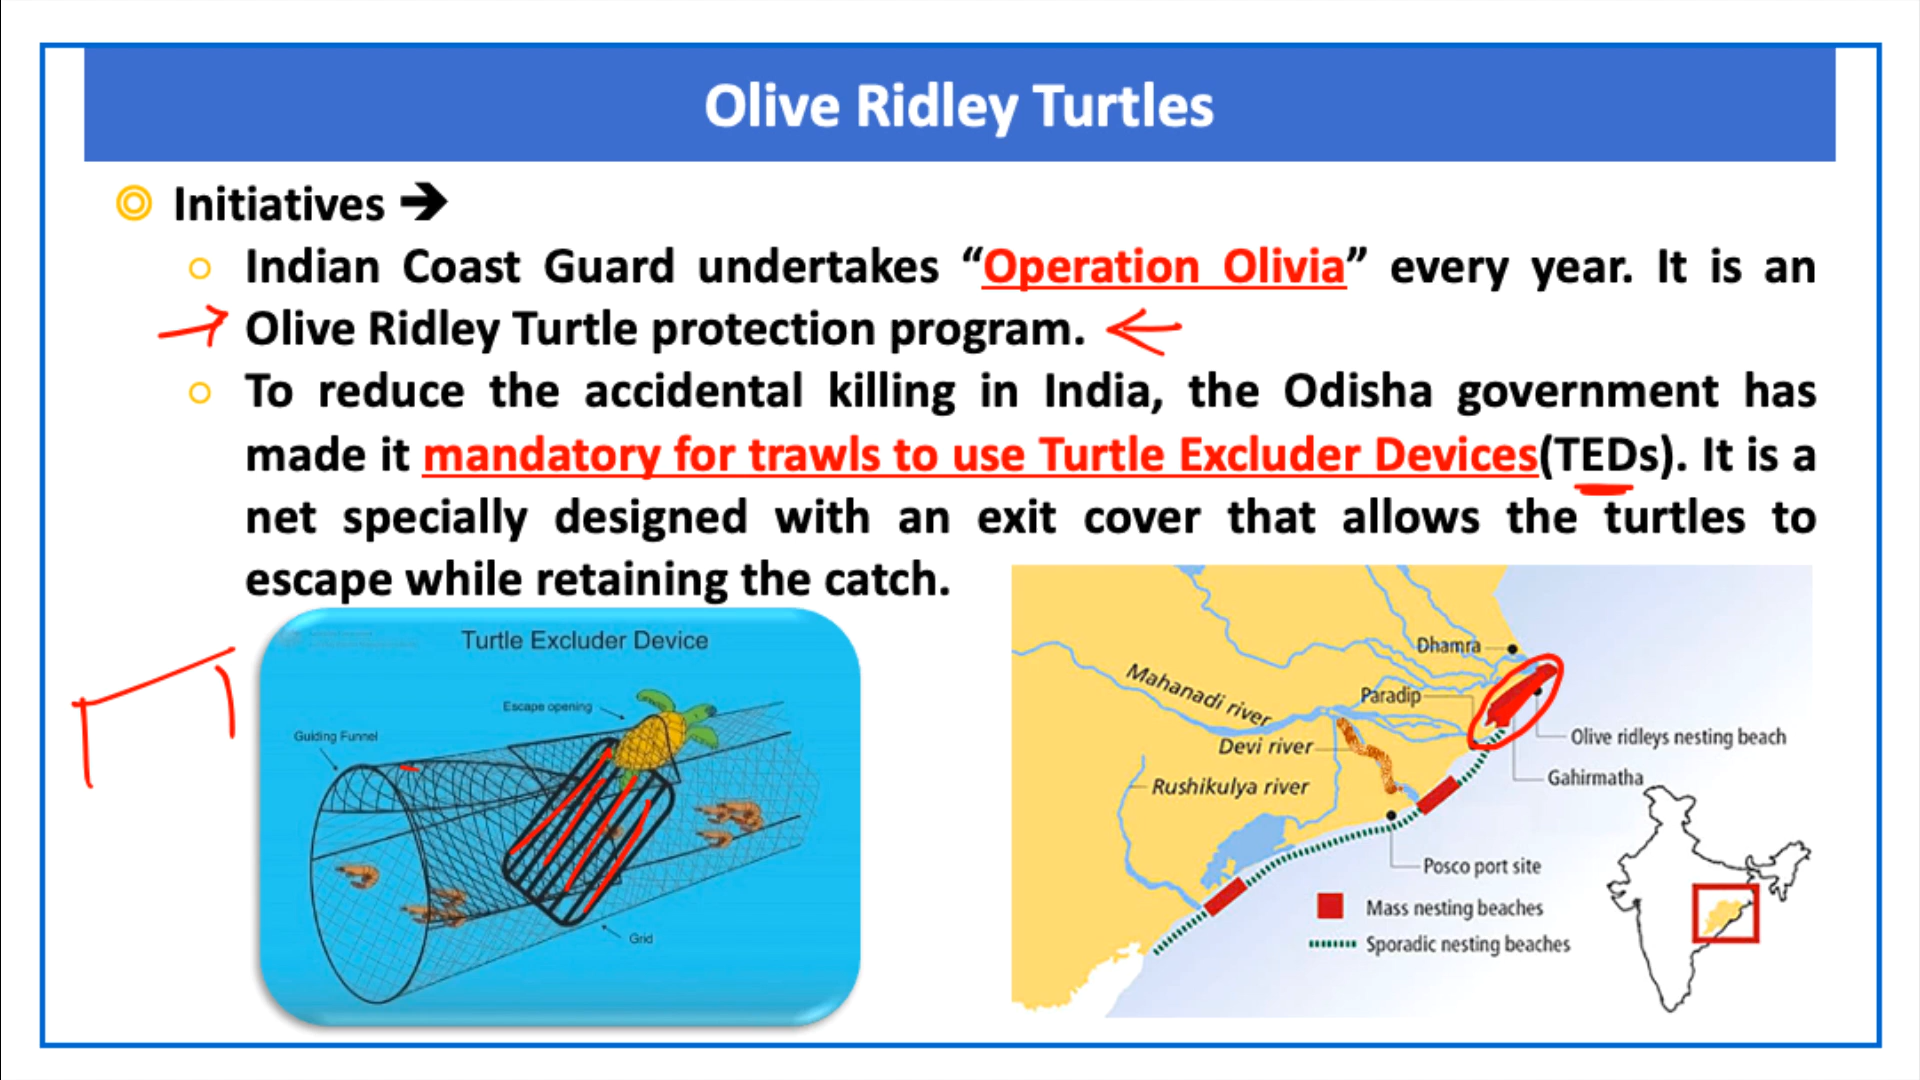 Olive Ridley Turtles
Initiatives ➔
Indian Coast Guard undertakes “Operation Olivia” every year. It is an
Olive Ridley Turtle protection program.
To reduce the accidental killing in India, the Odisha government has
made it mandatory for trawls to use Turtle Excluder Devices(TEDs). It is a
net specially designed with an exit cover that allows the turtles to
escape while retaining the catch.
Turtle Excluder Device
Escape opening
Guiding Funnel
Grid
Dhamra
Mahanadi river
Paradip
Olive ridleys nesting beach
Devi river
Gahirmatha
Rushikulya river
Posco port site
Mass nesting beaches
Sporadic nesting beaches